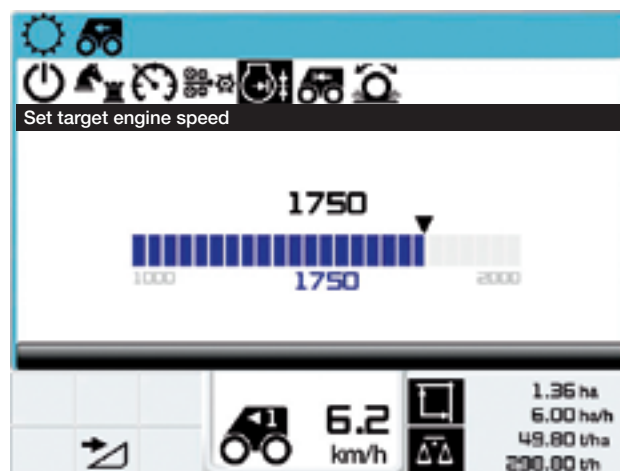 Set target engine speed
1750
1000 1750 2000
1
6.2
km/h
1.36 ha
6.00 ha/h
49.80 t/ha
290.00 t/h